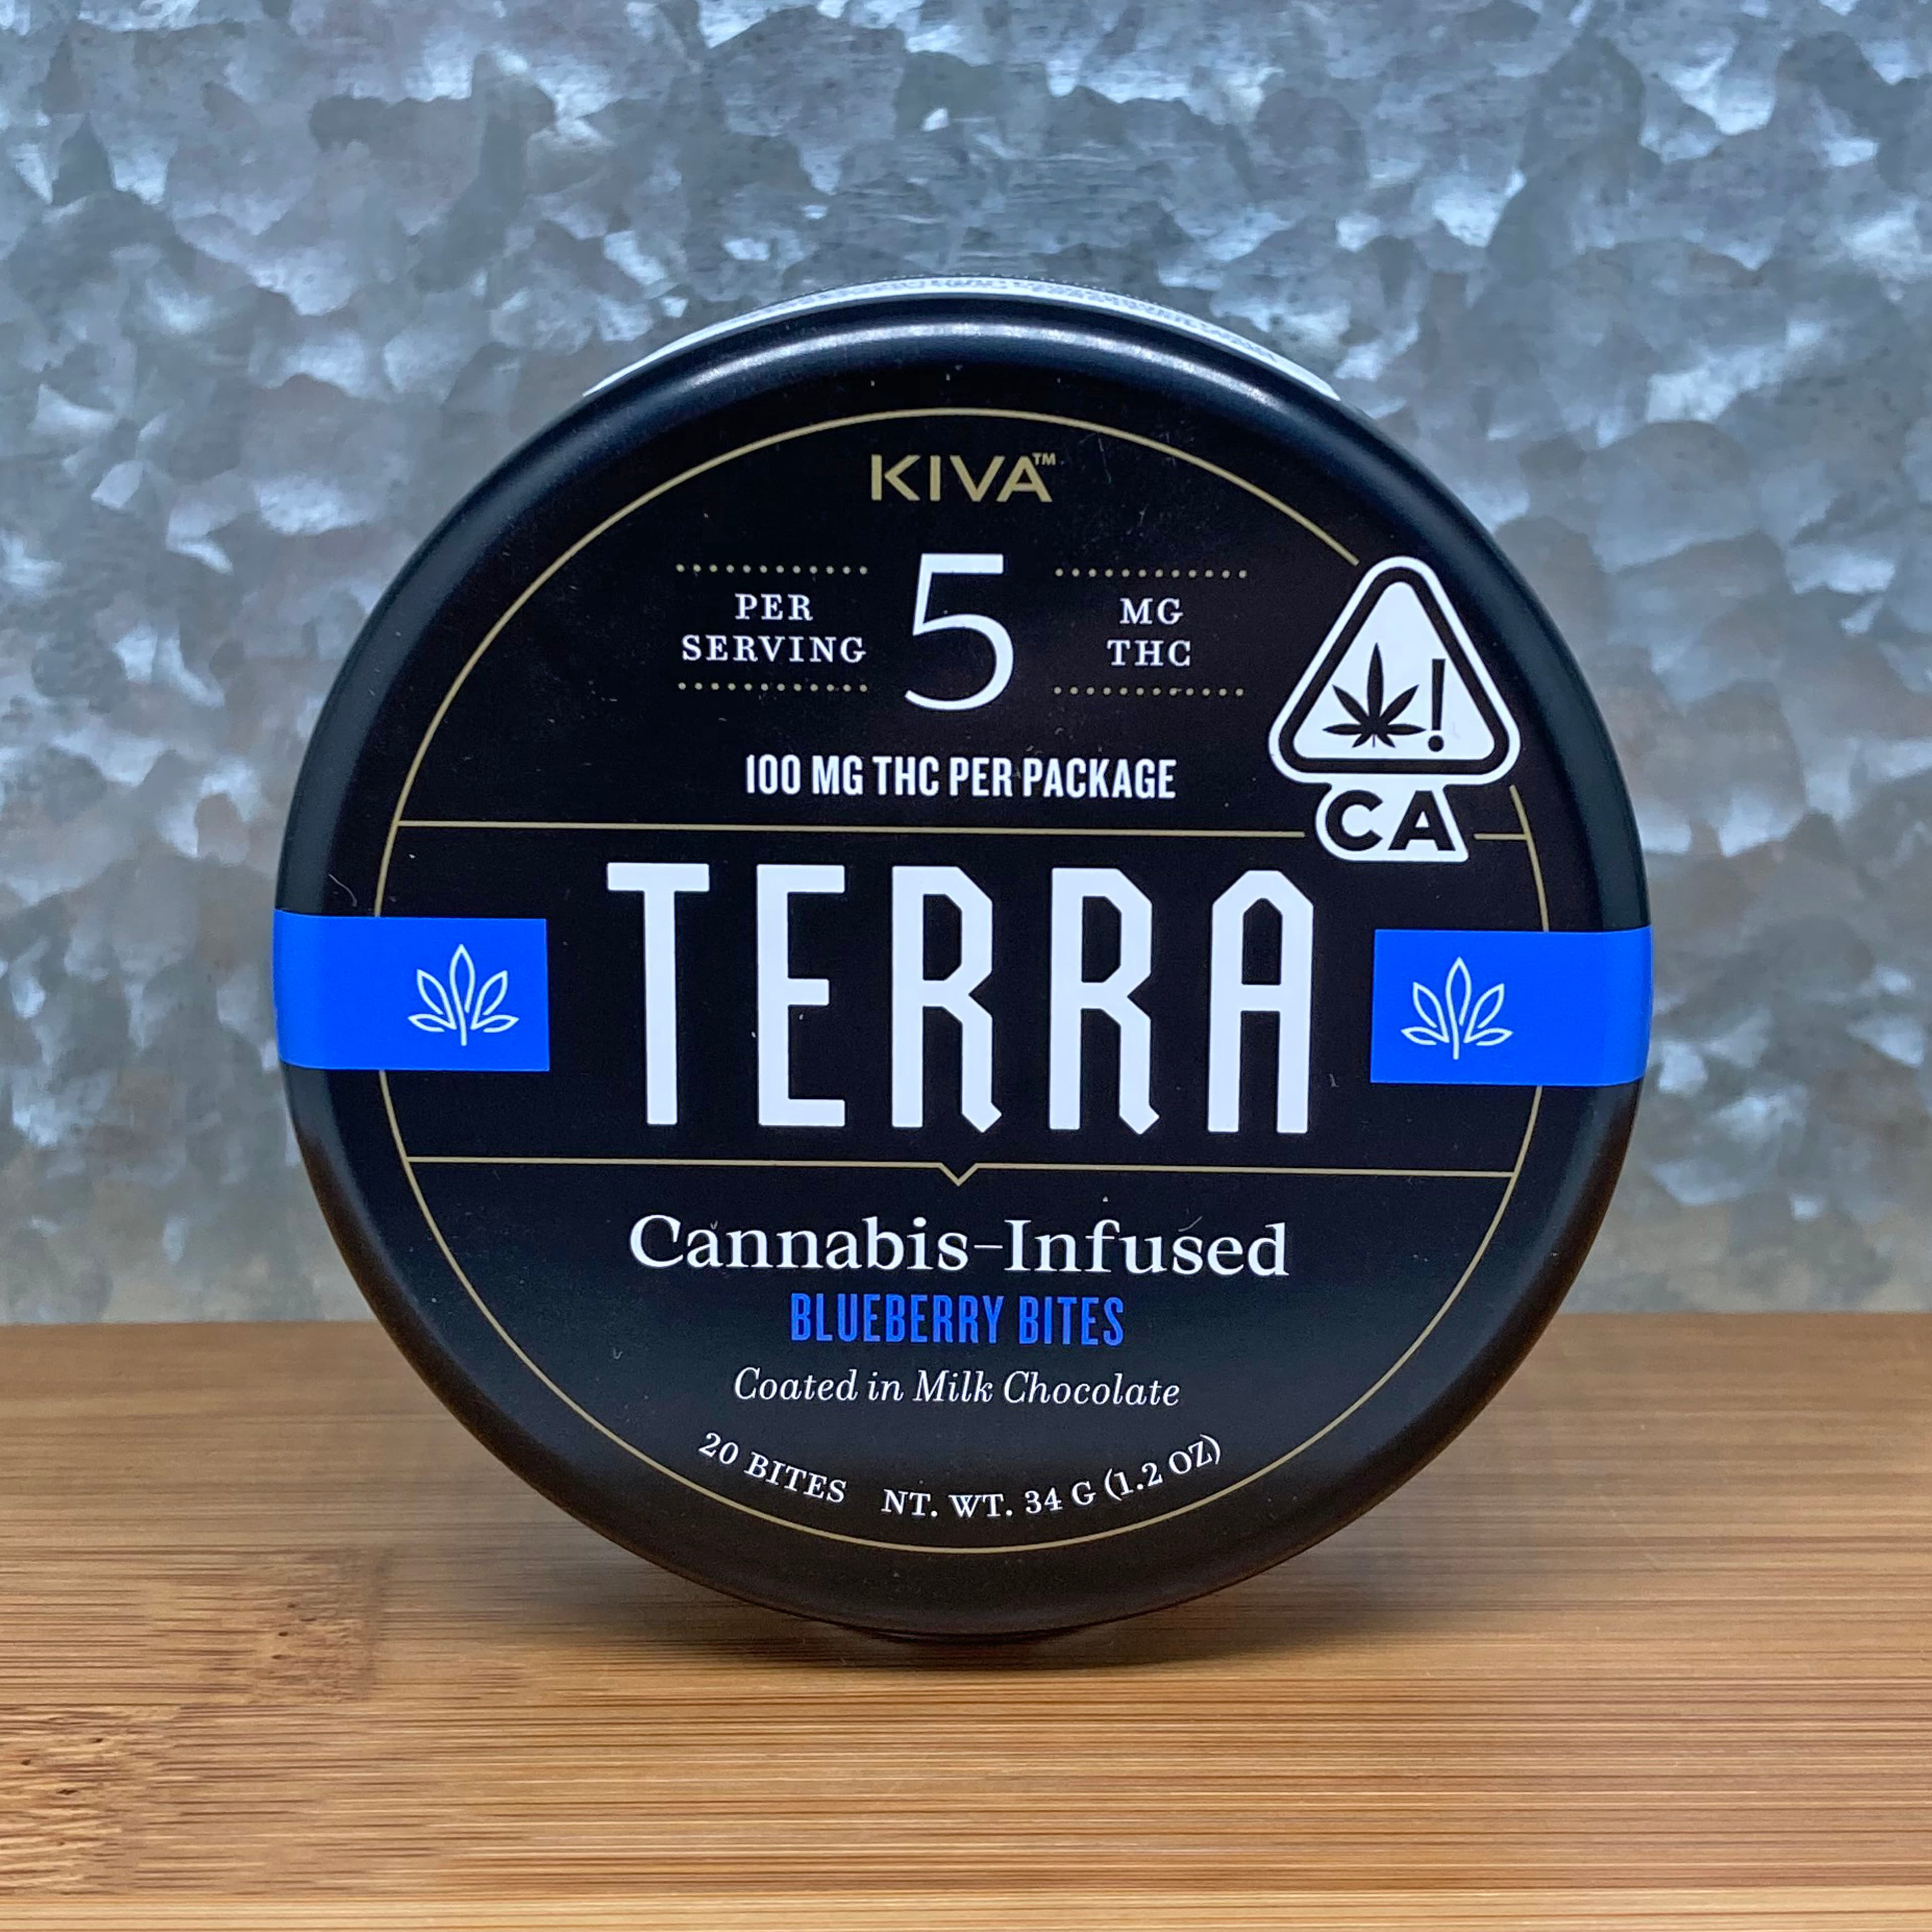 KIVA™
PER
SERVING
5
MG
THC
100 MG THC PER PACKAGE
!
CA
TERRA
Cannabis-Infused
BLUEBERRY BITES
Coated in Milk Chocolate
20 BITES NT. WT. 34 G (1.2 OZ)